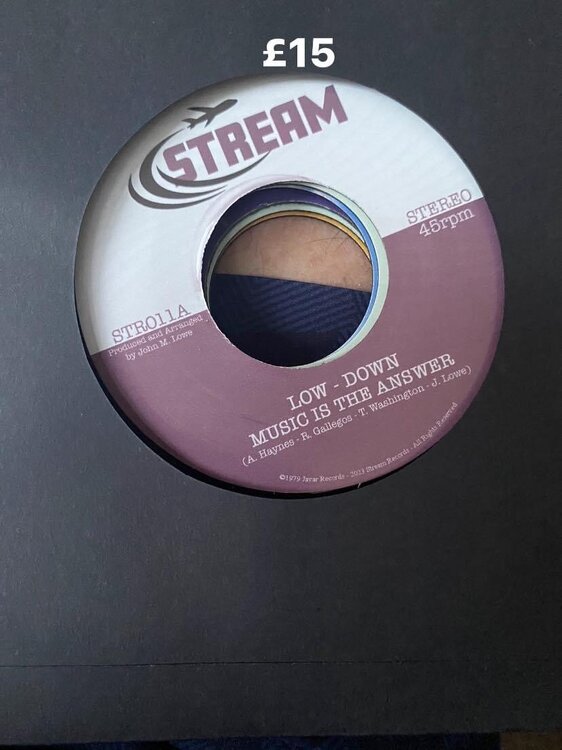 £15
STREAM
STEREO
45rpm
STR011A
Produced and Arranged
by John M. Lowe
LOW - DOWN
MUSIC IS THE ANSWER
(A. Haynes - R. Gallegos - T. Washington - J. Lowe)
©1979 Javar Records - 2021 Stream Records - All Rights Reserved